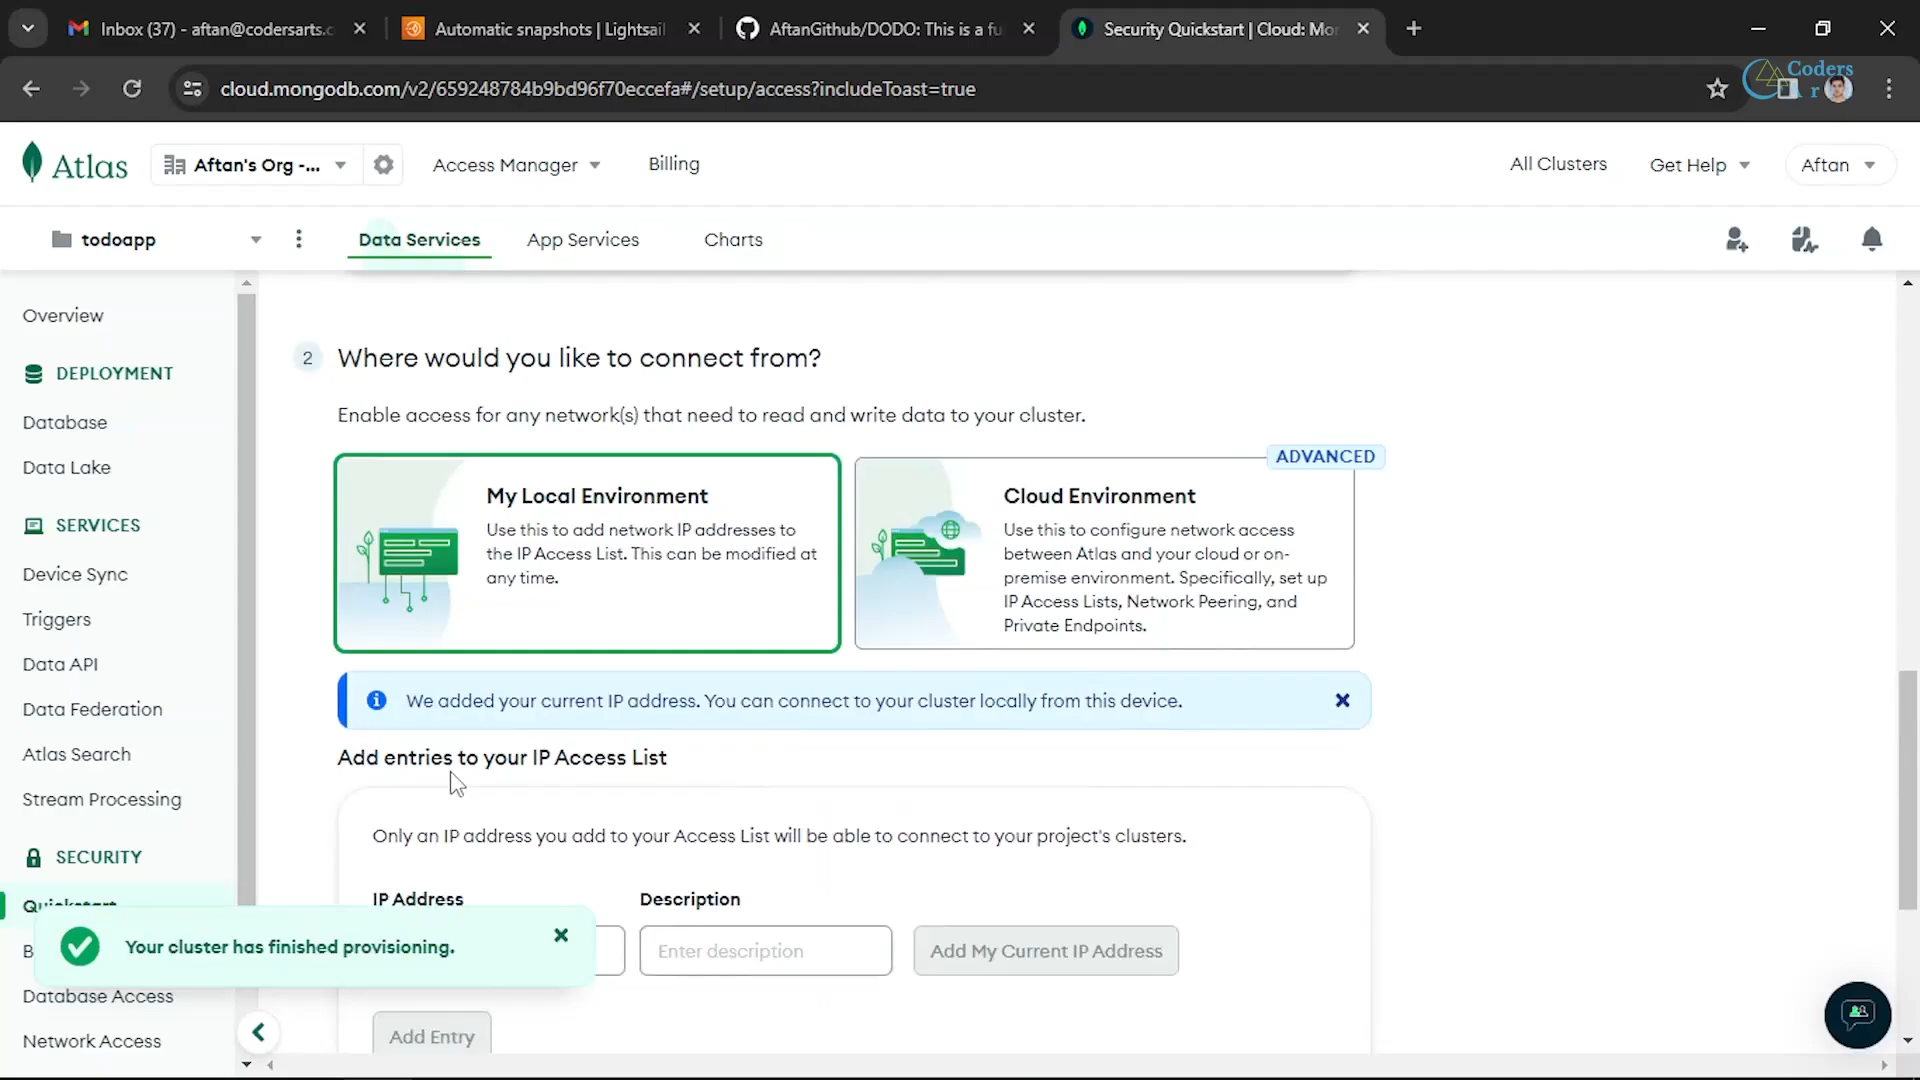 Inbox (37) - aftan@codersarts.c
Automatic snapshots | Lightsail
AftanGithub/DODO: This is a fu
Security Quickstart | Cloud: Mon
cloud.mongodb.com/v2/659248784b9bd96f70eccefa#/setup/access?includeToast=true
Coders
Atlas
Aftan's Org -...
Access Manager
Billing
All Clusters
Get Help
Aftan
todoapp
Data Services
App Services
Charts
Overview
DEPLOYMENT
Database
Data Lake
SERVICES
Device Sync
Triggers
Data API
Data Federation
Atlas Search
Stream Processing
SECURITY
Quickstart
B
Database Access
Network Access
2 Where would you like to connect from?
Enable access for any network(s) that need to read and write data to your cluster.
My Local Environment
Use this to add network IP addresses to
the IP Access List. This can be modified at
any time.
ADVANCED
Cloud Environment
Use this to configure network access
between Atlas and your cloud or on-
premise environment. Specifically, set up
IP Access Lists, Network Peering, and
Private Endpoints.
We added your current IP address. You can connect to your cluster locally from this device.
Add entries to your IP Access List
Only an IP address you add to your Access List will be able to connect to your project's clusters.
IP Address
Description
Enter description
Add My Current IP Address
Add Entry
Your cluster has finished provisioning.